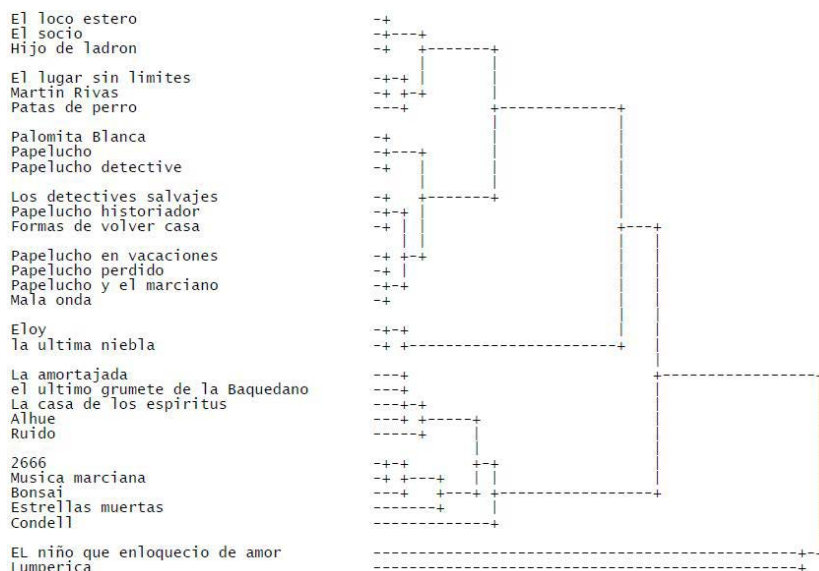 El loco estero
El socio
Hijo de ladron
El lugar sin limites
Martin Rivas
Patas de perro
Palomita Blanca
Papelucho
Papelucho detective
Los detectives salvajes
Papelucho historiador
Formas de volver casa
Papelucho en vacaciones
Papelucho perdido
Papelucho y el marciano
Mala onda
Eloy
la ultima niebla
La amortajada
el ultimo grumete de la Baquedano
La casa de los espiritus
Alhue
Ruido
2666
Musica marciana
Bonsai
Estrellas muertas
Condell
EL niño que enloquecio de amor
Lumperica